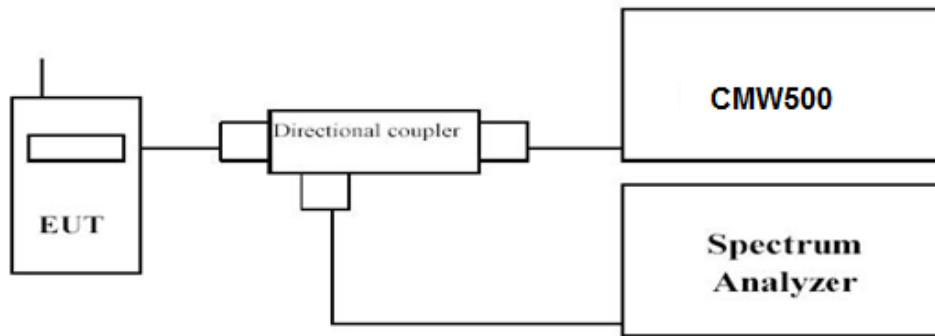 Directional coupler
CMW500
EUT
Spectrum
Analyzer